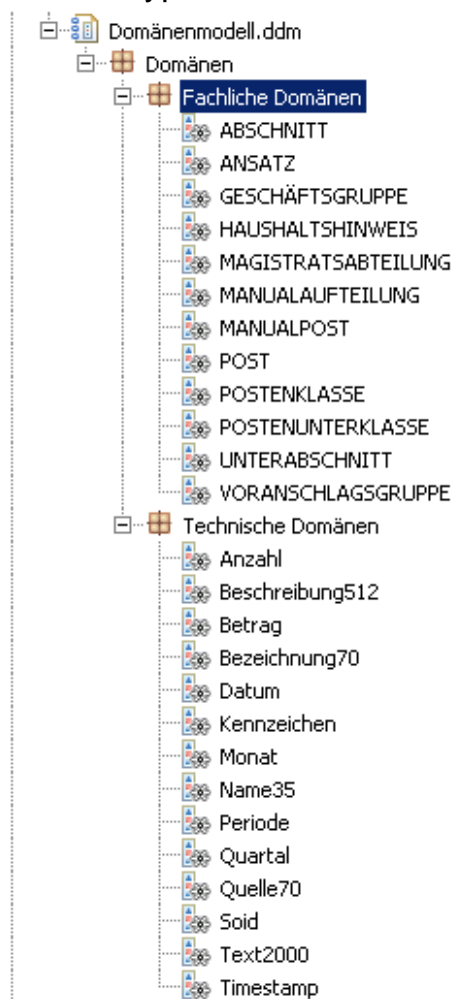 Domänenmodell.ddm
Domänen
Fachliche Domänen
ABSCHNITT
ANSATZ
GESCHÄFTSGRUPPE
HAUSHALTSHINWEIS
MAGISTRATSABTEILUNG
MANUALAUFTEILUNG
MANUALPOST
POST
POSTENKLASSE
POSTENUNTERKLASSE
UNTERABSCHNITT
VORANSCHLAGSGRUPPE
Technische Domänen
Anzahl
Beschreibung512
Betrag
Bezeichnung70
Datum
Kennzeichen
Monat
Name35
Periode
Quartal
Quelle70
Soid
Text2000
Timestamp